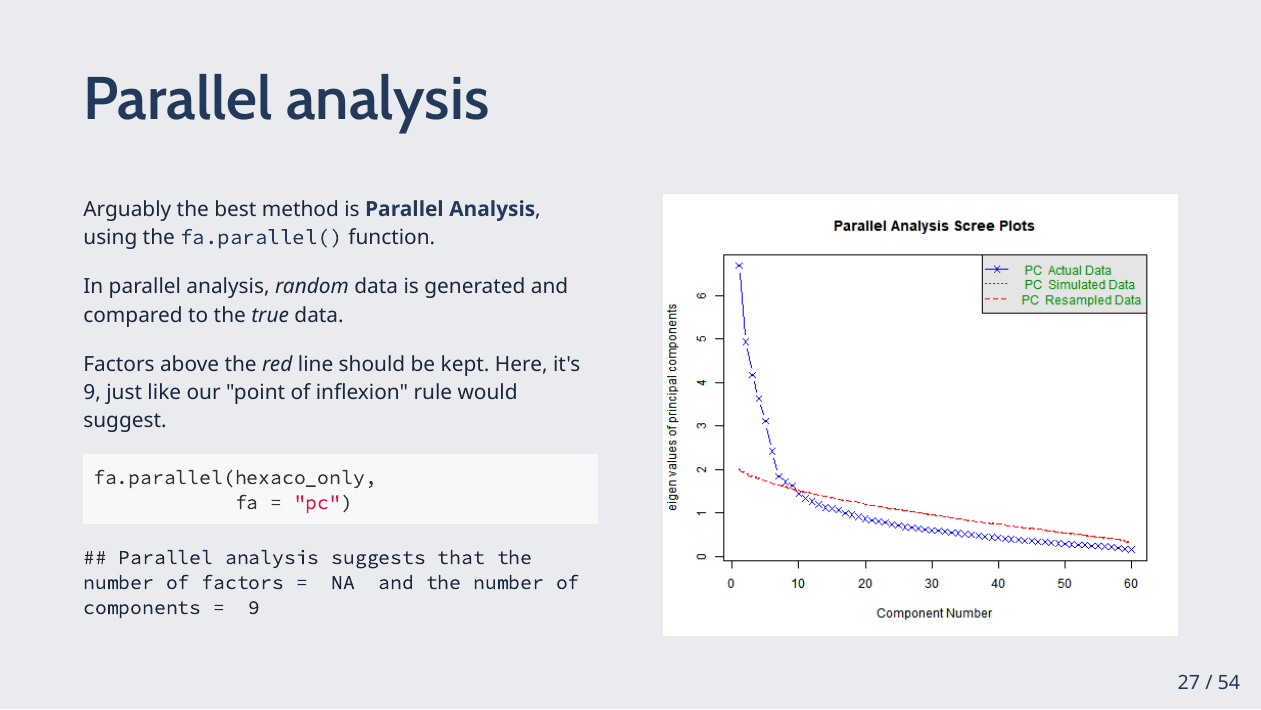 Parallel analysis
Arguably the best method is Parallel Analysis,
using the fa.parallel() function.
In parallel analysis, random data is generated and
compared to the true data.
Factors above the red line should be kept. Here, it's
9, just like our "point of inflexion" rule would
suggest.
fa.parallel(hexaco_only,
fa = "pc")
## Parallel analysis suggests that the
number of factors =  NA  and the number of
components =  9
Parallel Analysis Scree Plots
PC  Actual Data
PC  Simulated Data
PC  Resampled Data
eigen values of principal components
6
5
4
3
2
1
0
0 10 20 30 40 50 60
Component Number
27 / 54